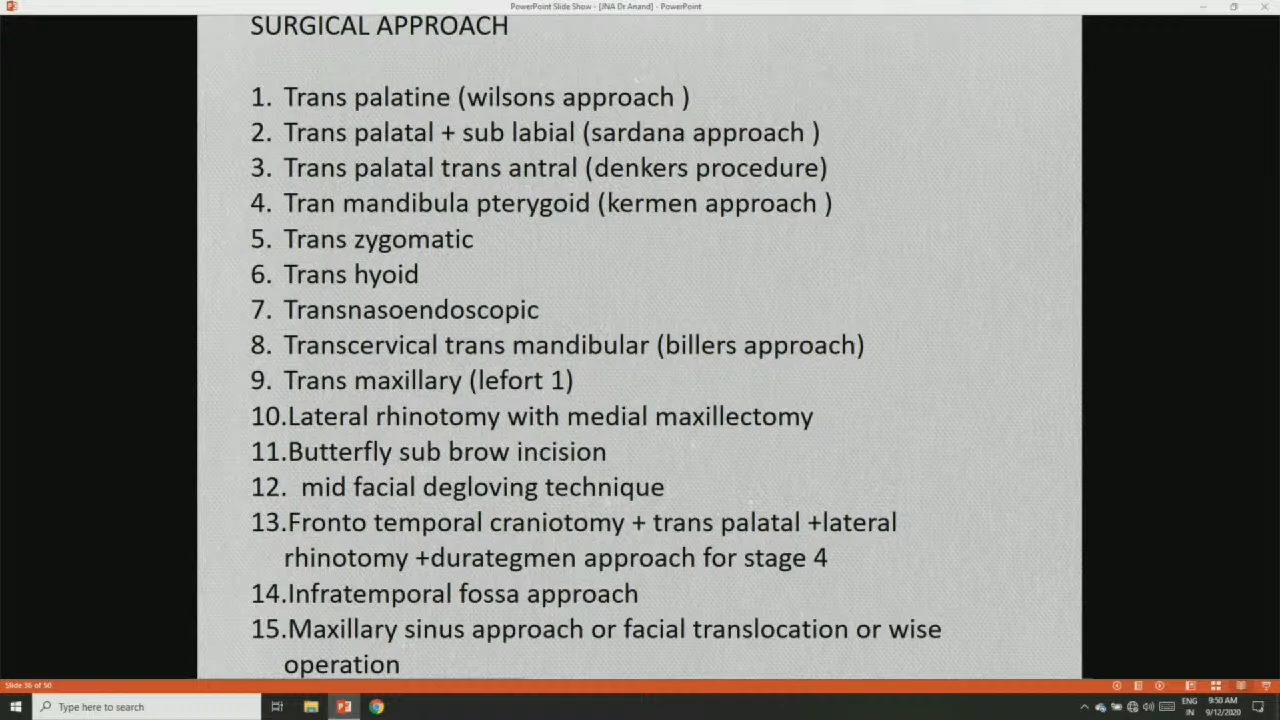 PowerPoint Slide Show - [JNA Dr Anand] - PowerPoint
SURGICAL APPROACH
1. Trans palatine (wilsons approach )
2. Trans palatal + sub labial (sardana approach )
3. Trans palatal trans antral (denkers procedure)
4. Tran mandibula pterygoid (kermen approach )
5. Trans zygomatic
6. Trans hyoid
7. Transnasoendoscopic
8. Transcervical trans mandibular (billers approach)
9. Trans maxillary (lefort 1)
10.Lateral rhinotomy with medial maxillectomy
11.Butterfly sub brow incision
12. mid facial degloving technique
13.Fronto temporal craniotomy + trans palatal +lateral
rhinotomy +durategmen approach for stage 4
14.Infratemporal fossa approach
15.Maxillary sinus approach or facial translocation or wise
operation
Slide 36 of 50
Type here to search
ENG
IN
9:50 AM
9/12/2020